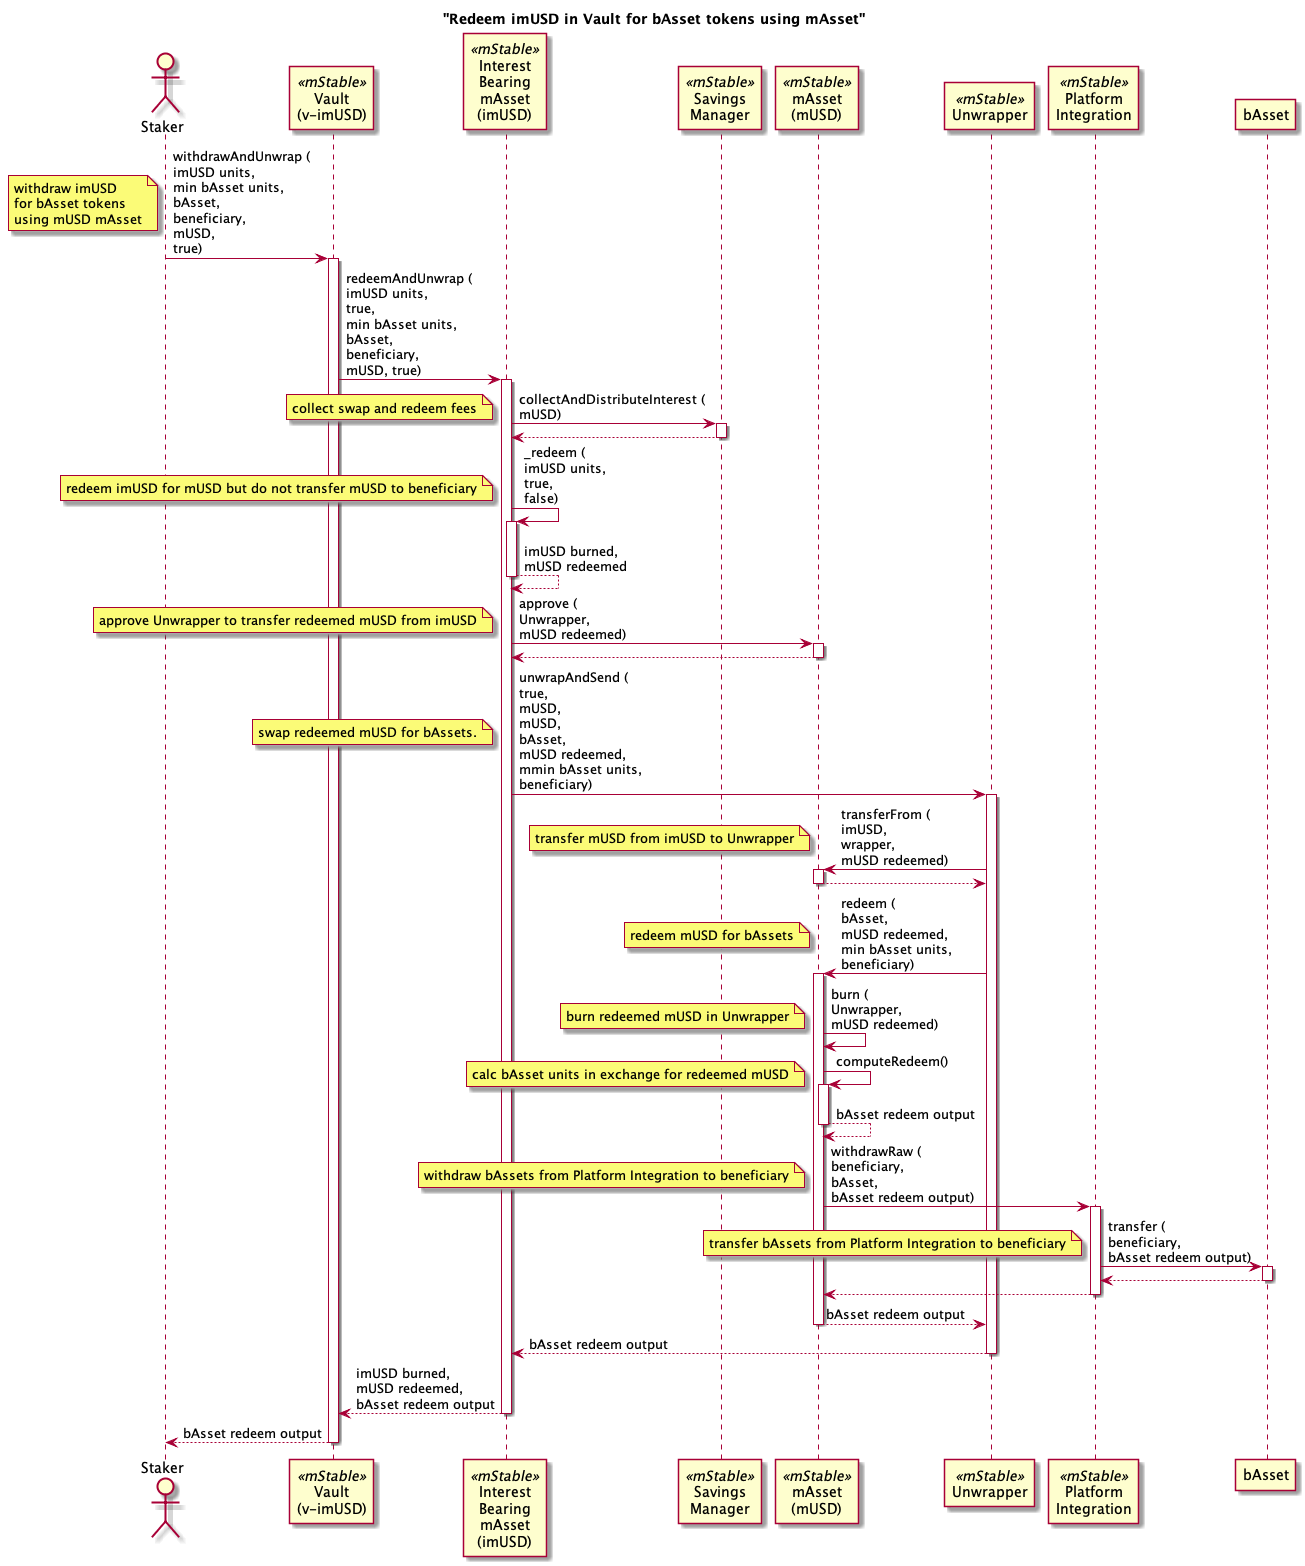 "Redeem imUSD in Vault for bAsset tokens using mAsset"
Staker
«mStable»
Vault
(v-imUSD)
«mStable»
Interest
Bearing
mAsset
(imUSD)
«mStable»
Savings
Manager
«mStable»
mAsset
(mUSD)
«mStable»
Unwrapper
«mStable»
Platform
Integration
bAsset
withdraw imUSD
for bAsset tokens
using mUSD mAsset
withdrawAndUnwrap (
imUSD units,
min bAsset units,
bAsset,
beneficiary,
mUSD,
true)
redeemAndUnwrap (
imUSD units,
true,
min bAsset units,
bAsset,
beneficiary,
mUSD, true)
collect swap and redeem fees
collectAndDistributeInterest (
mUSD)
redeem imUSD for mUSD but do not transfer mUSD to beneficiary
_redeem (
imUSD units,
true,
false)
imUSD burned,
mUSD redeemed
approve Unwrapper to transfer redeemed mUSD from imUSD
approve (
Unwrapper,
mUSD redeemed)
swap redeemed mUSD for bAssets.
unwrapAndSend (
true,
mUSD,
mUSD,
bAsset,
mUSD redeemed,
mmin bAsset units,
beneficiary)
transfer mUSD from imUSD to Unwrapper
transferFrom (
imUSD,
wrapper,
mUSD redeemed)
redeem mUSD for bAssets
redeem (
bAsset,
mUSD redeemed,
min bAsset units,
beneficiary)
burn redeemed mUSD in Unwrapper
burn (
Unwrapper,
mUSD redeemed)
calc bAsset units in exchange for redeemed mUSD
computeRedeem()
bAsset redeem output
withdraw bAssets from Platform Integration to beneficiary
withdrawRaw (
beneficiary,
bAsset,
bAsset redeem output)
transfer bAssets from Platform Integration to beneficiary
transfer (
beneficiary,
bAsset redeem output)
bAsset redeem output
bAsset redeem output
imUSD burned,
mUSD redeemed,
bAsset redeem output
bAsset redeem output
Staker
«mStable»
Vault
(v-imUSD)
«mStable»
Interest
Bearing
mAsset
(imUSD)
«mStable»
Savings
Manager
«mStable»
mAsset
(mUSD)
«mStable»
Unwrapper
«mStable»
Platform
Integration
bAsset